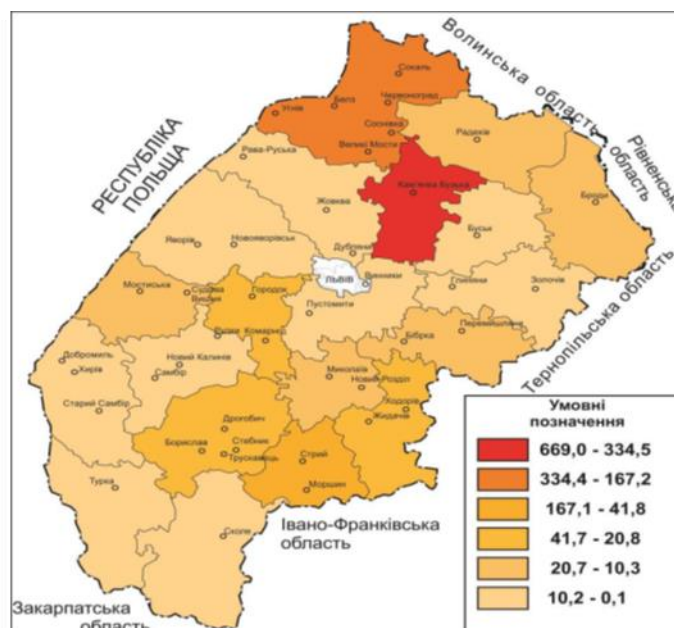 Волинська область
Рівненська
область
РЕСПУБЛІКА
ПОЛЬЩА
Сокаль
Белз
Червоноград
Угнів
Соснівка
Великі Мости
Радехів
Рава-Руська
Кам'янка Бузька
Броди
Жовква
Буськ
Яворів
Новояворівськ
Дубляни
ЛЬВІВ
Винники
Глиняни
Золочів
Мостиська
Судова
Вишня
Городок
Пустомити
Тернопільська область
Рудки
Комарно
Бібрка
Перемишляни
Добромиль
Хирів
Новий Калинів
Самбір
Миколаїв
Новий Розділ
Старий Самбір
Ходорів
Жидачів
Дрогобич
Борислав
Стебник
Трускавець
Стрий
Моршин
Турка
Сколе
Івано-Франківська
область
Закарпатська
область
Умовні
позначення
669,0 - 334,5
334,4 - 167,2
167,1 - 41,8
41,7 - 20,8
20,7 - 10,3
10,2 - 0,1